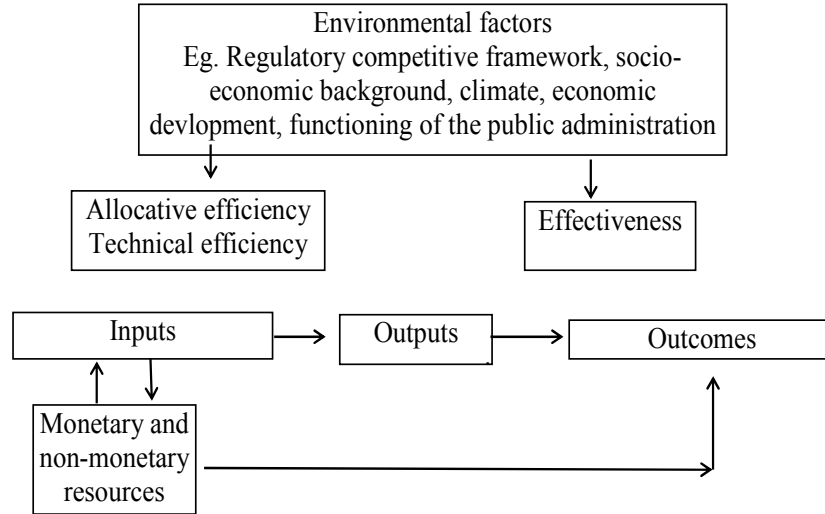 Environmental factors
Eg. Regulatory competitive framework, socio-
economic background, climate, economic
devlopment, functioning of the public administration
Allocative efficiency
Technical efficiency
Effectiveness
Inputs
Outputs
Outcomes
Monetary and
non-monetary
resources